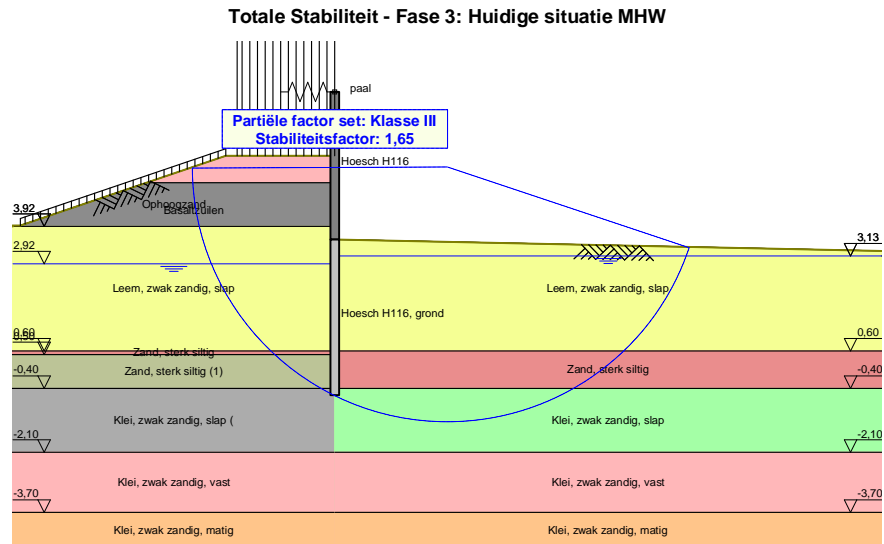 Totale Stabiliteit - Fase 3: Huidige situatie MHW
paal
Partiële factor set: Klasse III
Stabiliteitsfactor: 1,65
Hoesch H116
Ophoogzand
Basaltzuilen
3,92
3,13
2,92
Leem, zwak zandig, slap
Leem, zwak zandig, slap
Hoesch H116, grond
0,60
0,50
0,60
Zand, sterk siltig
Zand, sterk siltig (1)
Zand, sterk siltig
-0,40
-0,40
Klei, zwak zandig, slap (
Klei, zwak zandig, slap
-2,10
-2,10
Klei, zwak zandig, vast
Klei, zwak zandig, vast
-3,70
-3,70
Klei, zwak zandig, matig
Klei, zwak zandig, matig